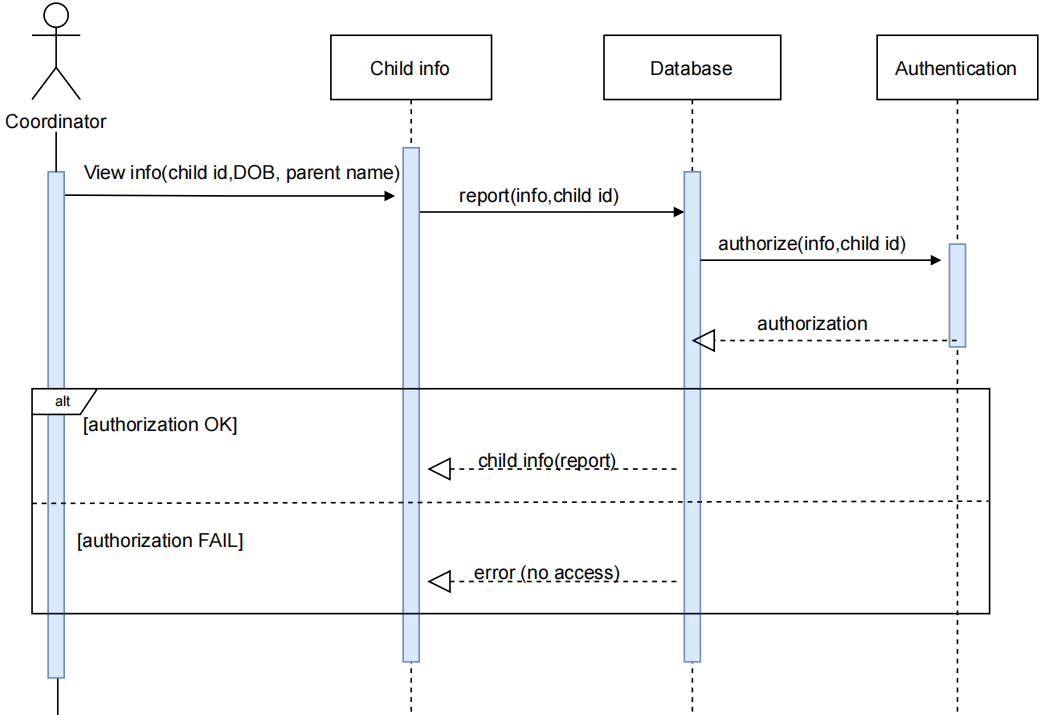 Child info
Database
Authentication
Coordinator
View info(child id,DOB, parent name)
report(info,child id)
authorize(info,child id)
authorization
alt
[authorization OK]
child info(report)
[authorization FAIL]
error (no access)